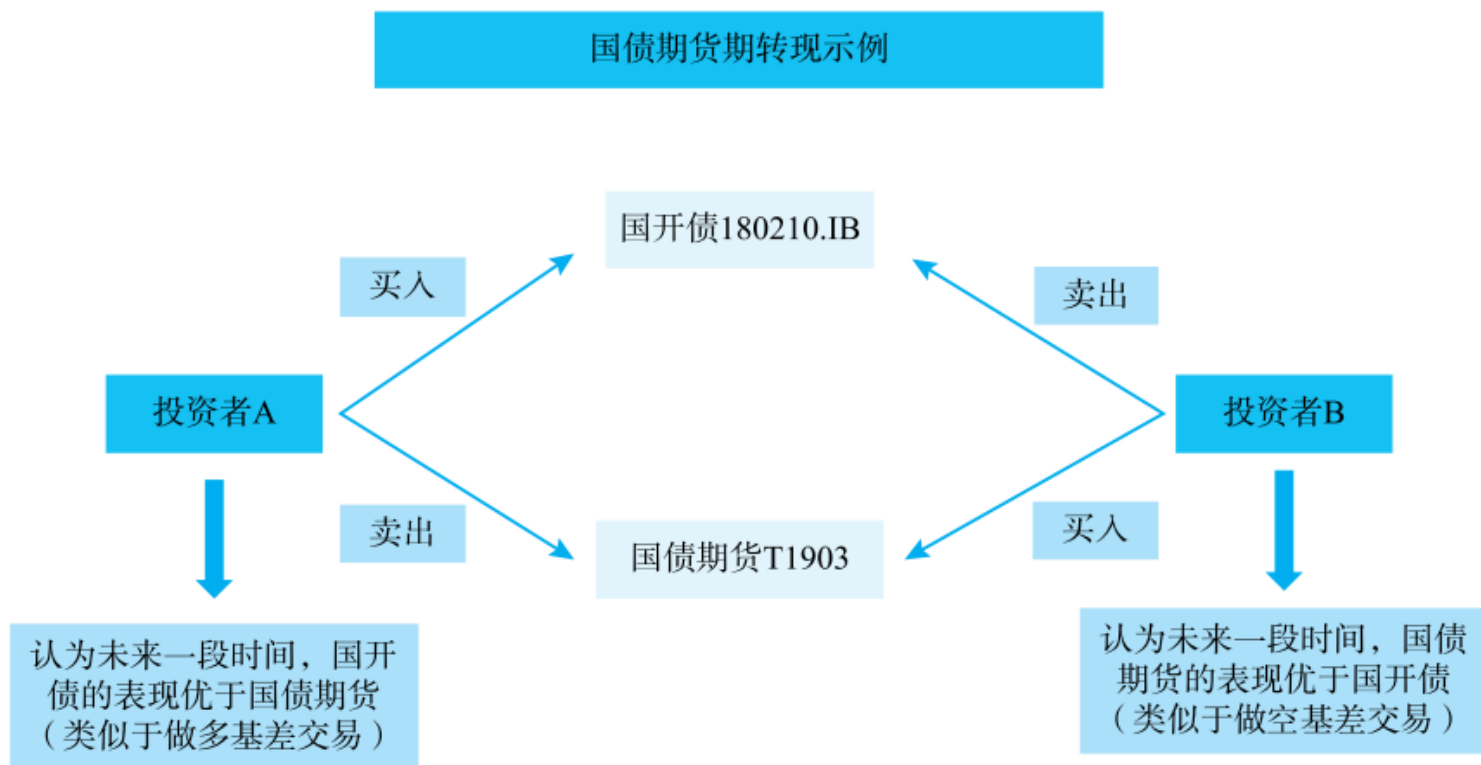 国债期货期转现示例
国开债180210.IB
买入
卖出
投资者A
投资者B
卖出
买入
国债期货T1903
认为未来一段时间，国开
债的表现优于国债期货
（类似于做多基差交易）
认为未来一段时间，国债
期货的表现优于国开债
（类似于做空基差交易）